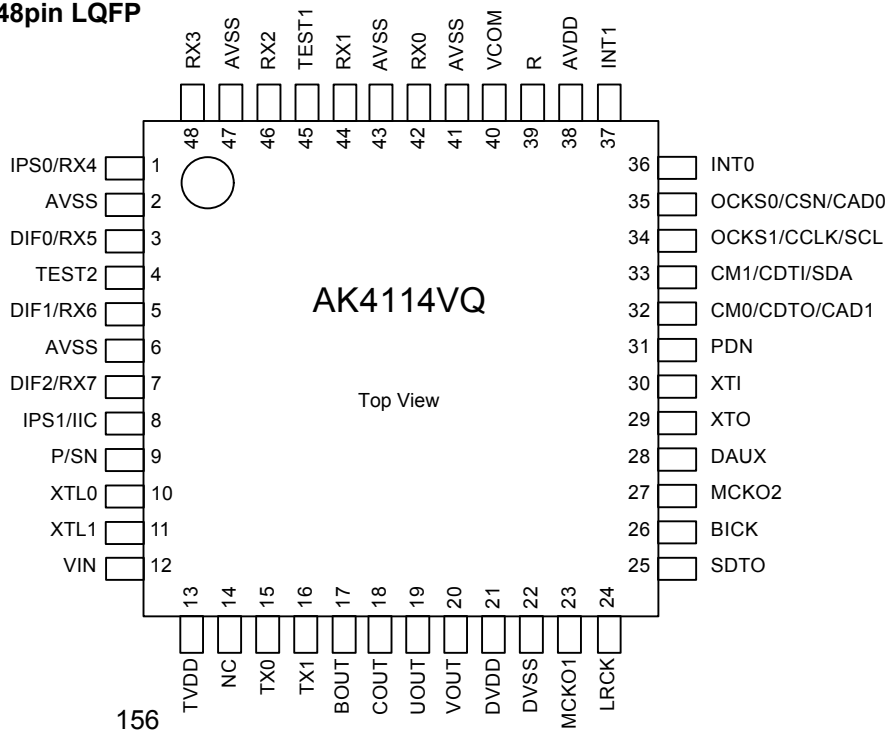 48pin LQFP
RX3 AVSS RX2 TEST1 RX1 AVSS RX0 AVSS VCOM R AVDD INT1
48 47 46 45 44 43 42 41 40 39 38 37
IPS0/RX4 1 36 INT0
AVSS 2 35 OCKS0/CSN/CAD0
DIF0/RX5 3 34 OCKS1/CCLK/SCL
TEST2 4 33 CM1/CDTI/SDA
DIF1/RX6 5 AK4114VQ 32 CM0/CDTO/CAD1
AVSS 6 31 PDN
DIF2/RX7 7 30 XTI
Top View
IPS1/IIC 8 29 XTO
P/SN 9 28 DAUX
XTL0 10 27 MCKO2
XTL1 11 26 BICK
VIN 12 25 SDTO
13 14 15 16 17 18 19 20 21 22 23 24
TVDD NC TX0 TX1 BOUT COUT UOUT VOUT DVDD DVSS MCKO1 LRCK
156